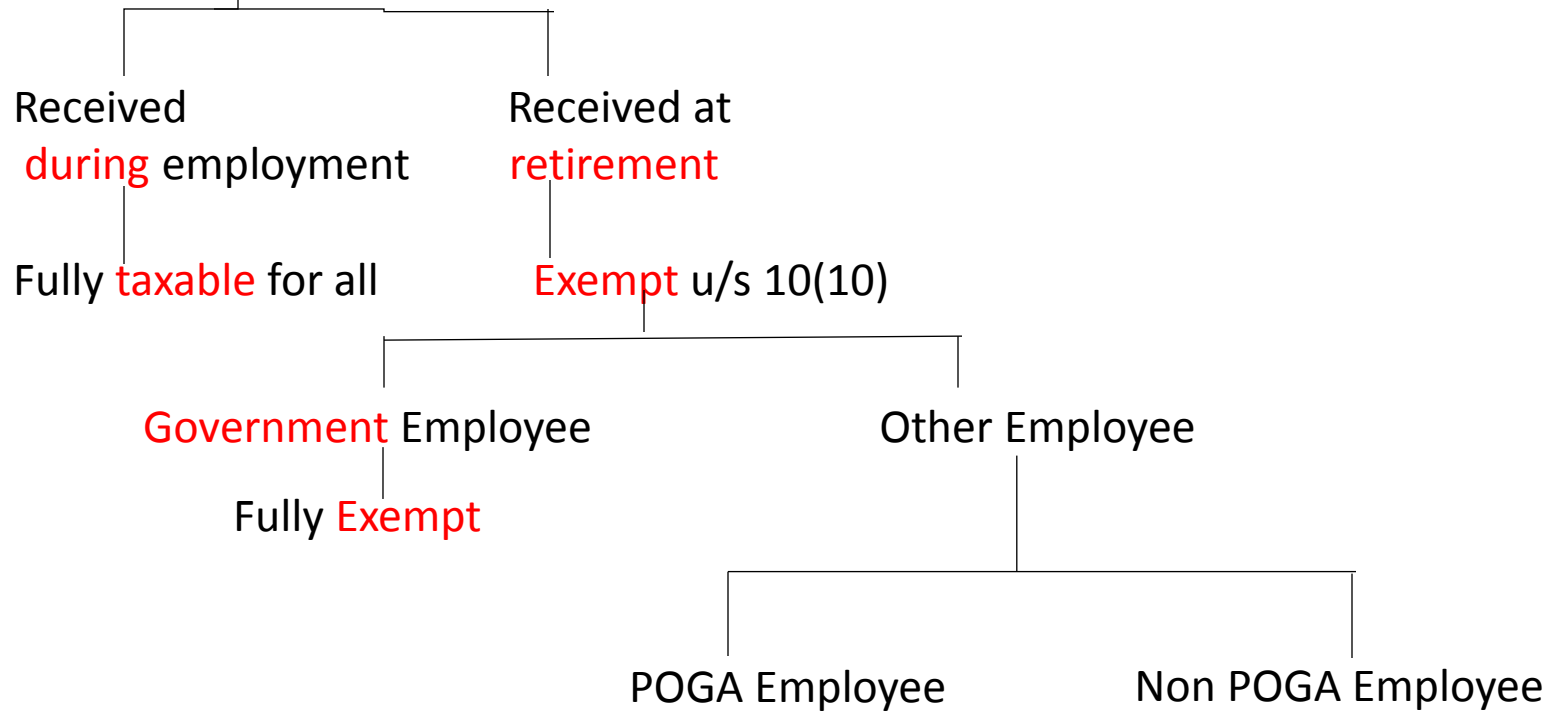 Received
during employment
Received at
retirement
Fully taxable for all
Exempt u/s 10(10)
Government Employee
Other Employee
Fully Exempt
POGA Employee
Non POGA Employee